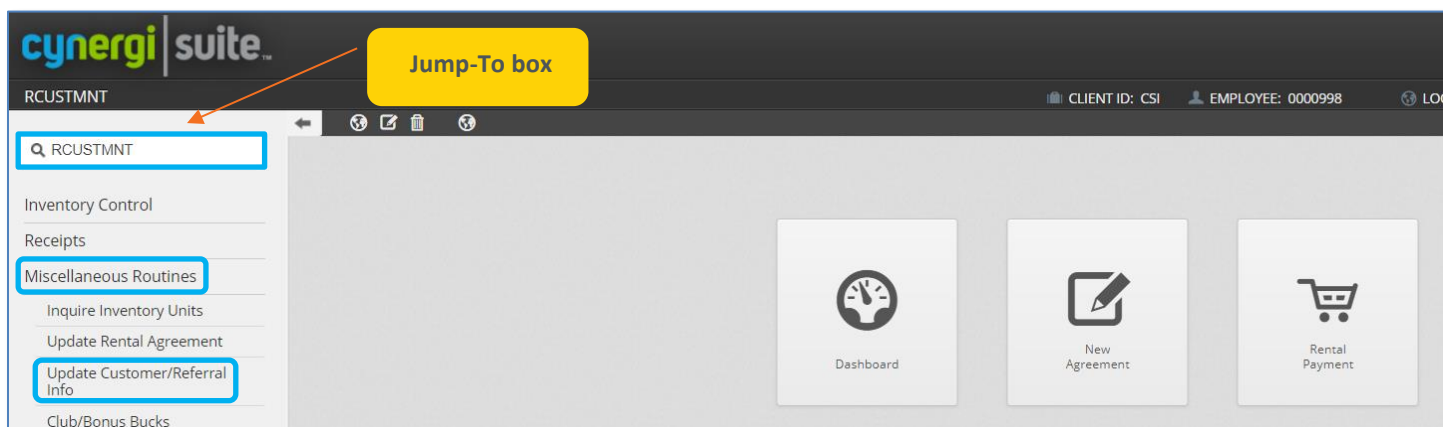 cynergi suite™
Jump-To box
RCUSTMNT
CLIENT ID: CSI
EMPLOYEE: 0000998
RCUSTMNT
Inventory Control
Receipts
Miscellaneous Routines
Inquire Inventory Units
Update Rental Agreement
Update Customer/Referral
Info
Club/Bonus Bucks
Dashboard
New
Agreement
Rental
Payment